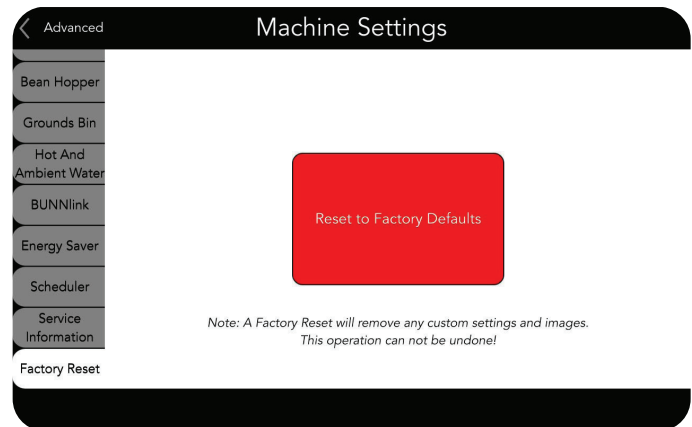 Advanced
Machine Settings
Bean Hopper
Grounds Bin
Hot And
Ambient Water
BUNNlink
Energy Saver
Scheduler
Service
Information
Factory Reset
Reset to Factory Defaults
Note: A Factory Reset will remove any custom settings and images.
This operation can not be undone!